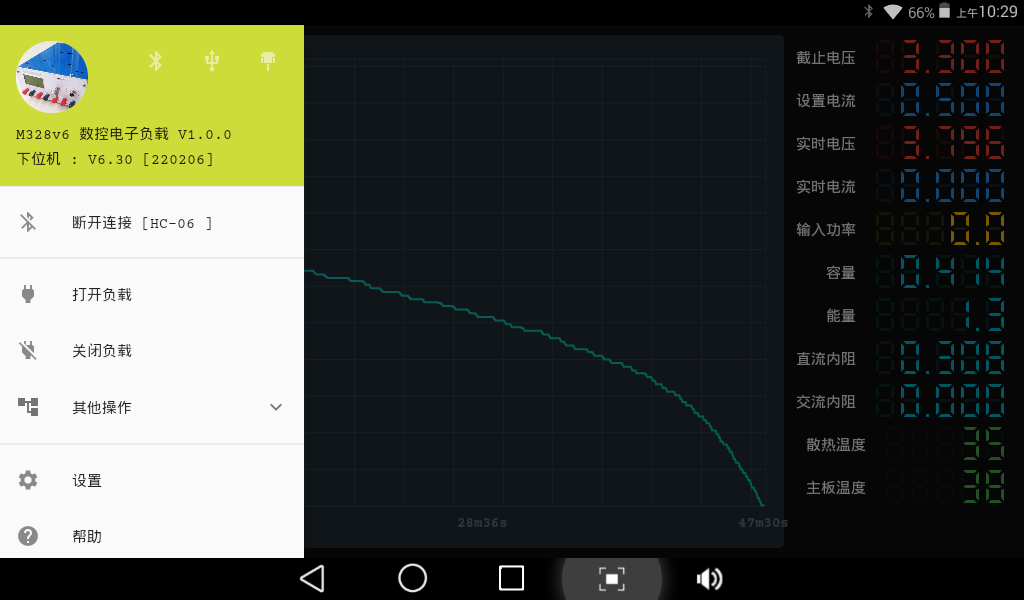 66% 上午10:29
M328v6 数控电子负载 V1.0.0
下位机 : V6.30 [220206]
断开连接 [HC-06 ]
打开负载
关闭负载
其他操作
设置
帮助
28m36s 47m30s
截止电压 3.300
设置电流 0.500
实时电压 3.736
实时电流 0.000
输入功率 0.0
容量 0.414
能量 1.3
直流内阻 0.308
交流内阻 0.000
散热温度 35
主板温度 38